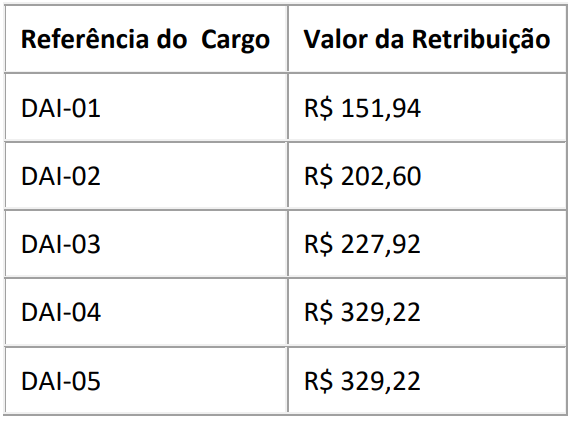 Referência do  Cargo Valor da Retribuição
DAI-01 R$ 151,94
DAI-02 R$ 202,60
DAI-03 R$ 227,92
DAI-04 R$ 329,22
DAI-05 R$ 329,22